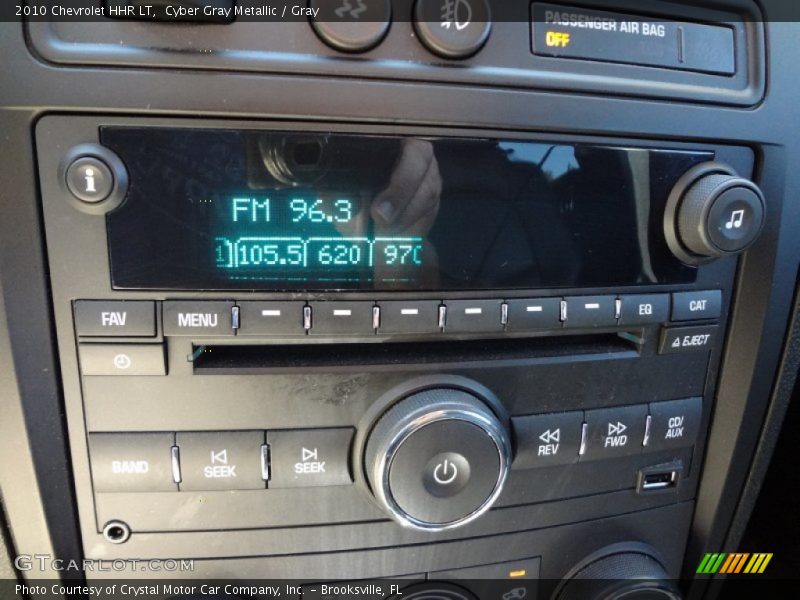 2010 Chevrolet HHR LT, Cyber Gray Metallic / Gray
PASSENGER AIR BAG
OFF
i
FM 96.3
105.5 620 970
FAV
MENU
EQ
CAT
EJECT
BAND
SEEK
SEEK
REV
FWD
CD/
AUX
GTCARLOT.COM
Photo Courtesy of Crystal Motor Car Company, Inc. - Brooksville, FL